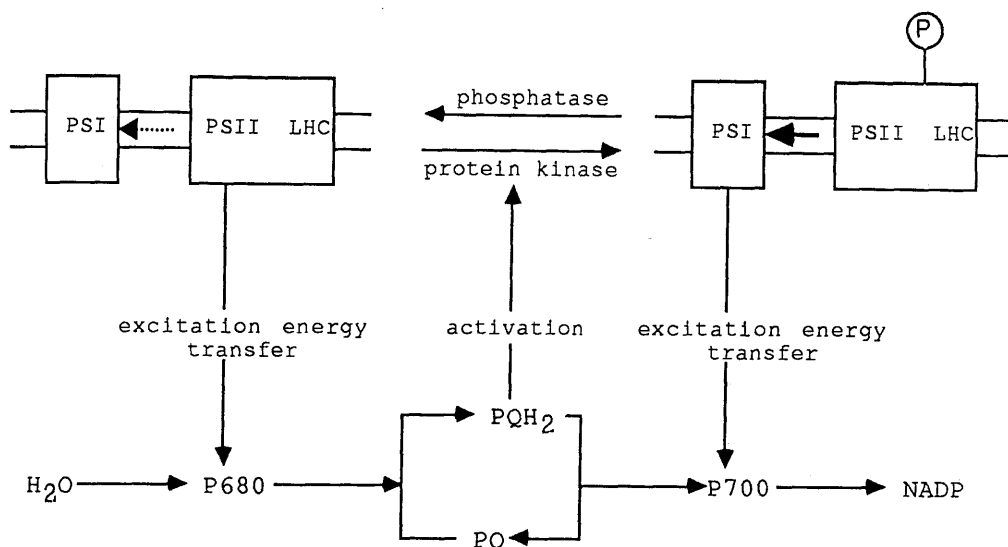 P
PSI PSII LHC
phosphatase
protein kinase
PSI PSII LHC
excitation energy
transfer
activation
excitation energy
transfer
PQH2
H2O P680 P700 NADP
PQ